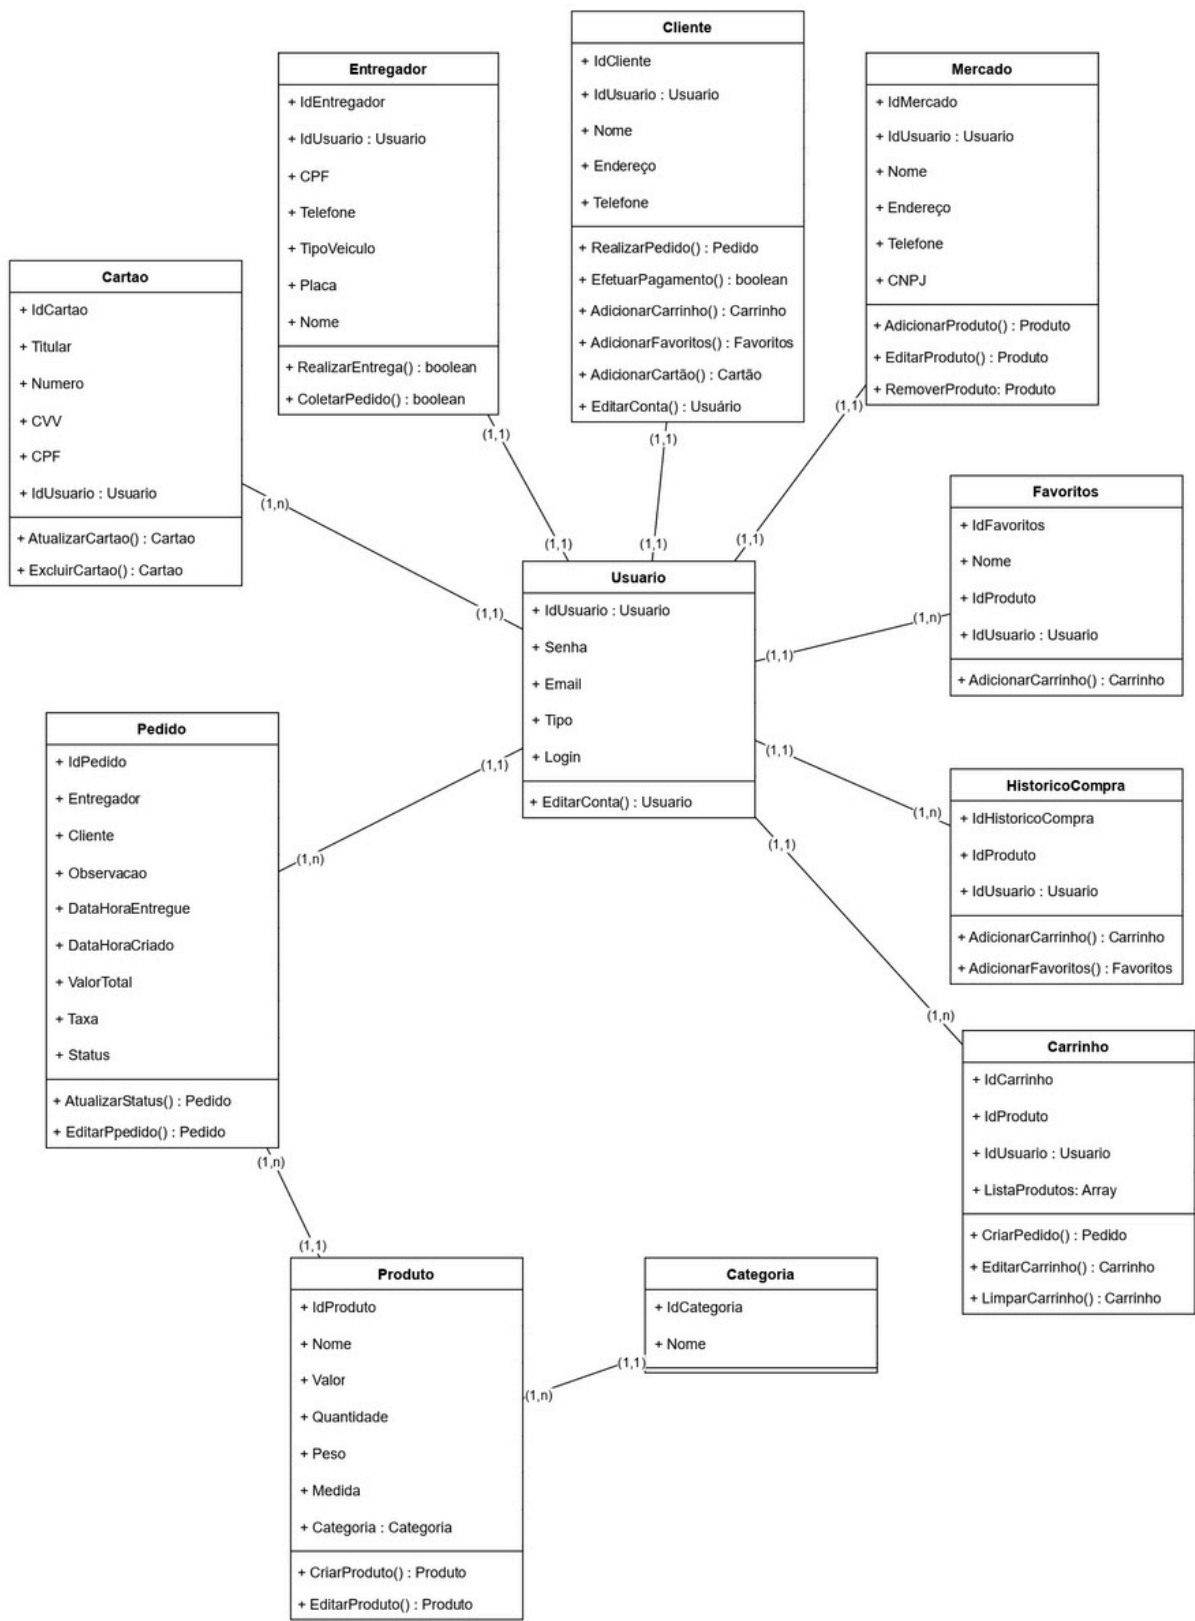 Cliente
+ IdCliente
+ IdUsuario : Usuario
+ Nome
+ Endereço
+ Telefone
+ RealizarPedido() : Pedido
+ EfetuarPagamento() : boolean
+ AdicionarCarrinho() : Carrinho
+ AdicionarFavoritos() : Favoritos
+ AdicionarCartão() : Cartão
+ EditarConta() : Usuário
(1,1)
(1,1)
Entregador
+ IdEntregador
+ IdUsuario : Usuario
+ CPF
+ Telefone
+ TipoVeiculo
+ Placa
+ Nome
+ RealizarEntrega() : boolean
+ ColetarPedido() : boolean
(1,1)
(1,1)
Mercado
+ IdMercado
+ IdUsuario : Usuario
+ Nome
+ Endereço
+ Telefone
+ CNPJ
+ AdicionarProduto() : Produto
+ EditarProduto() : Produto
+ RemoverProduto: Produto
(1,1)
(1,1)
Cartao
+ IdCartao
+ Titular
+ Numero
+ CVV
+ CPF
+ IdUsuario : Usuario
+ AtualizarCartao() : Cartao
+ ExcluirCartao() : Cartao
(1,n)
(1,1)
Favoritos
+ IdFavoritos
+ Nome
+ IdProduto
+ IdUsuario : Usuario
+ AdicionarCarrinho() : Carrinho
(1,n)
(1,1)
Usuario
+ IdUsuario : Usuario
+ Senha
+ Email
+ Tipo
+ Login
+ EditarConta() : Usuario
Pedido
+ IdPedido
+ Entregador
+ Cliente
+ Observacao
+ DataHoraEntregue
+ DataHoraCriado
+ ValorTotal
+ Taxa
+ Status
+ AtualizarStatus() : Pedido
+ EditarPpedido() : Pedido
(1,1)
(1,n)
(1,n)
(1,1)
HistoricoCompra
+ IdHistoricoCompra
+ IdProduto
+ IdUsuario : Usuario
+ AdicionarCarrinho() : Carrinho
+ AdicionarFavoritos() : Favoritos
(1,1)
(1,n)
(1,1)
(1,n)
Carrinho
+ IdCarrinho
+ IdProduto
+ IdUsuario : Usuario
+ ListaProdutos: Array
+ CriarPedido() : Pedido
+ EditarCarrinho() : Carrinho
+ LimparCarrinho() : Carrinho
Produto
+ IdProduto
+ Nome
+ Valor
+ Quantidade
+ Peso
+ Medida
+ Categoria : Categoria
+ CriarProduto() : Produto
+ EditarProduto() : Produto
(1,n)
(1,1)
Categoria
+ IdCategoria
+ Nome